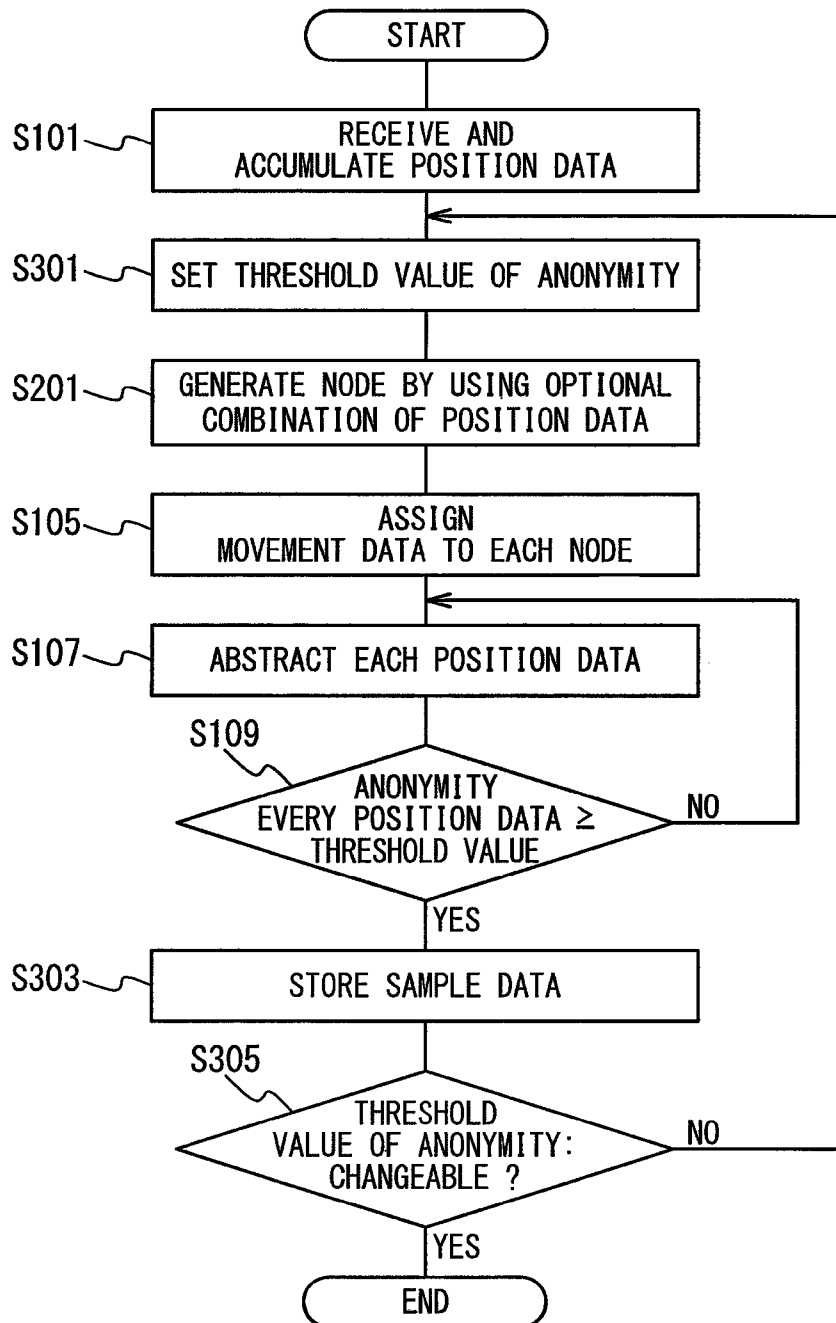 START
S101
RECEIVE AND
ACCUMULATE POSITION DATA
S301
SET THRESHOLD VALUE OF ANONYMITY
S201
GENERATE NODE BY USING OPTIONAL
COMBINATION OF POSITION DATA
S105
ASSIGN
MOVEMENT DATA TO EACH NODE
S107
ABSTRACT EACH POSITION DATA
S109
ANONYMITY
EVERY POSITION DATA ≥
THRESHOLD VALUE
NO
YES
S303
STORE SAMPLE DATA
S305
THRESHOLD
VALUE OF ANONYMITY:
CHANGEABLE ?
NO
YES
END